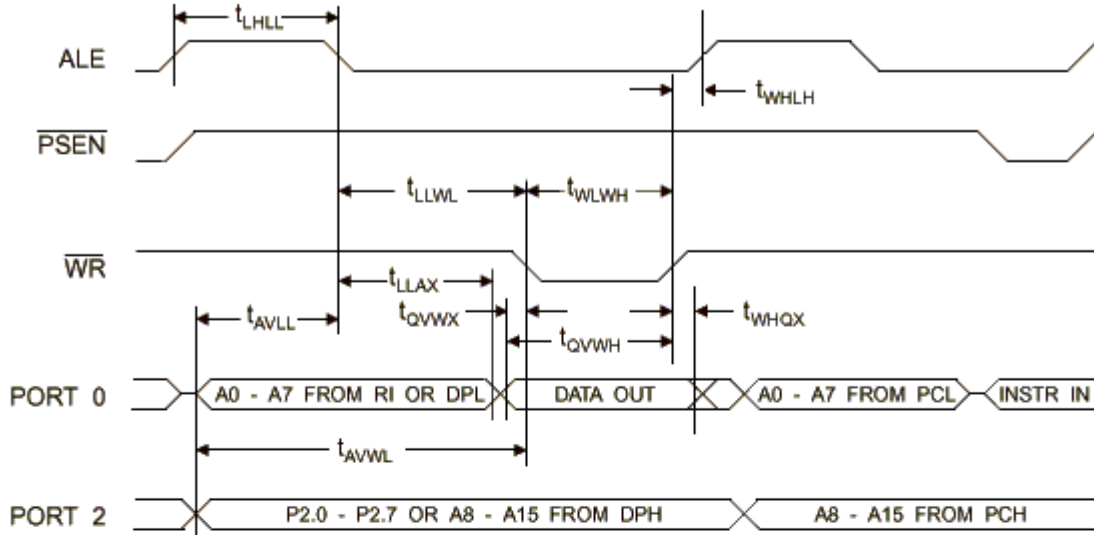 tLHLL
ALE
tWHLH
PSEN
tLLWL
tWLWH
WR
tLLAX
tAVLL
tQVWX
tWHQX
tQVWH
PORT 0
A0 - A7 FROM RI OR DPL
DATA OUT
A0 - A7 FROM PCL
INSTR IN
tAVWL
PORT 2
P2.0 - P2.7 OR A8 - A15 FROM DPH
A8 - A15 FROM PCH